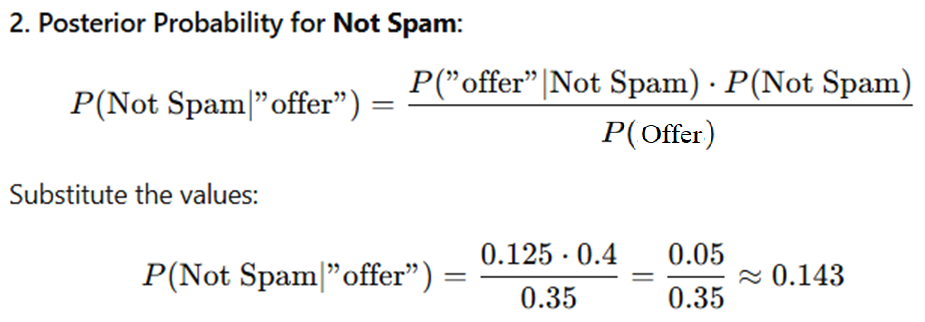 2. Posterior Probability for Not Spam:
P(Not Spam|”offer”) = P(”offer”|Not Spam) · P(Not Spam) / P( Offer )
Substitute the values:
P(Not Spam|”offer”) = 0.125 · 0.4 / 0.35 = 0.05 / 0.35 ≈ 0.143